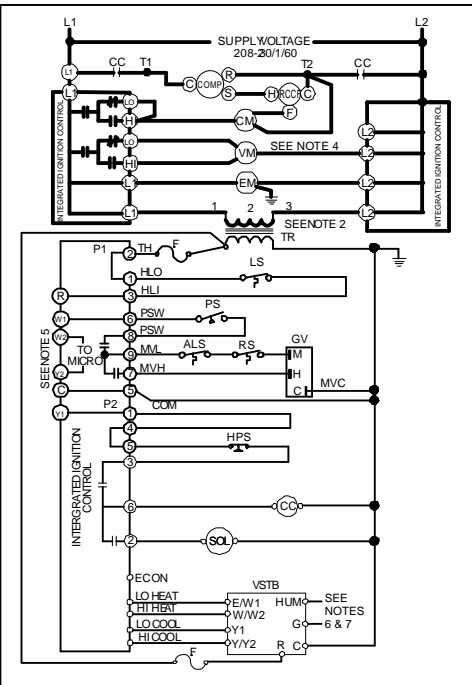 L1 L2
SUPPLY VOLTAGE
208-230/1/60
CC T1 T2 CC
L1 C COMP R
S H RCCF C
L1
LO
HI CM F
LO
HI VM SEE NOTE 4 L2
L2
L1 EM L2
L1 1 2 3 L2
INTEGRATED IGNITION CONTROL
INTEGRATED IGNITION CONTROL
SEE NOTE 2
TR
P1 2 TH F
1 HLO LS
R 3 HLI
W1 6 PSW PS
W2 8 PSW
SEE NOTE 5
TO
MICRO
9 MVL ALS RS GV
M
Y2 7 MVH H
C 5 C MVC
COM
Y1 P2 1
4
5 HPS
3
INTERGRATED IGNITION
CONTROL
6 CC
2 SOL
ECON
VSTB
LO HEAT E/W1 HUM SEE
HI HEAT W/W2 NOTES
LO COOL Y1 G 6 & 7
HI COOL Y/Y2 R C
F